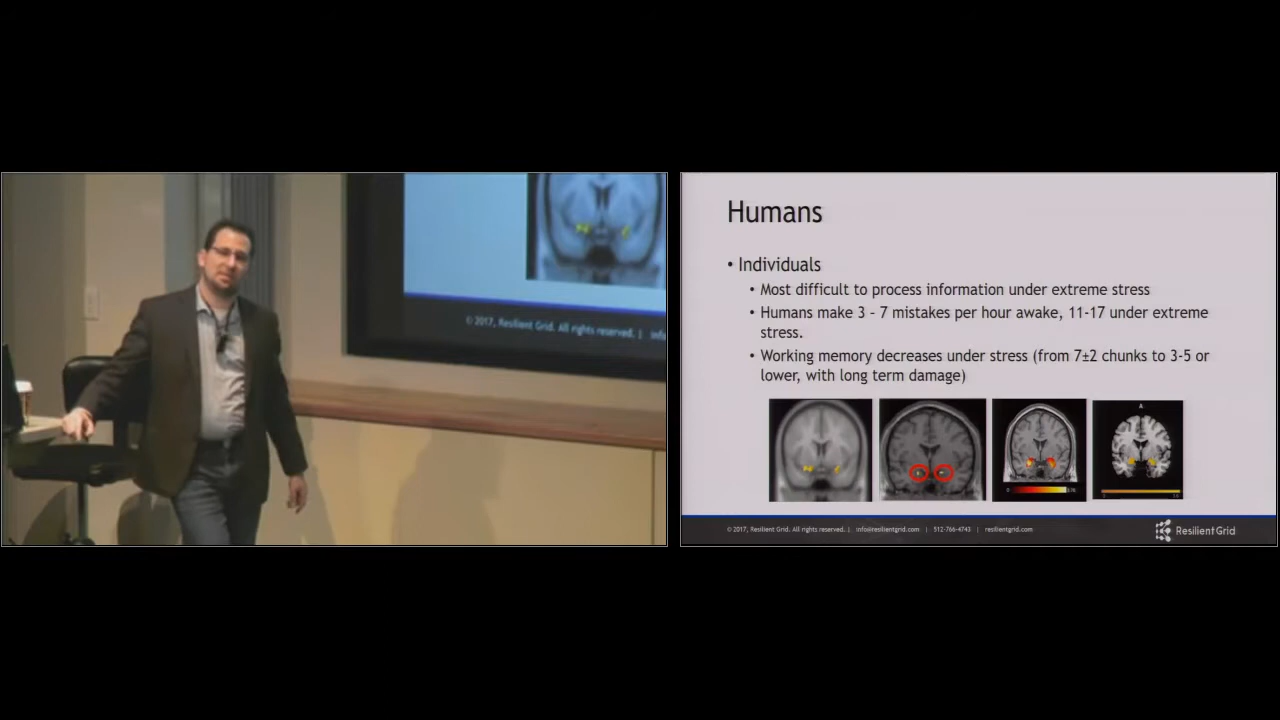 © 2017, Resilient Grid. All rights reserved. | info
Humans
• Individuals
• Most difficult to process information under extreme stress
• Humans make 3 – 7 mistakes per hour awake, 11-17 under extreme
stress.
• Working memory decreases under stress (from 7±2 chunks to 3-5 or
lower, with long term damage)
A
© 2017, Resilient Grid. All rights reserved. | info@resilientgrid.com | 512-766-4743 | resilientgrid.com
ResilientGrid